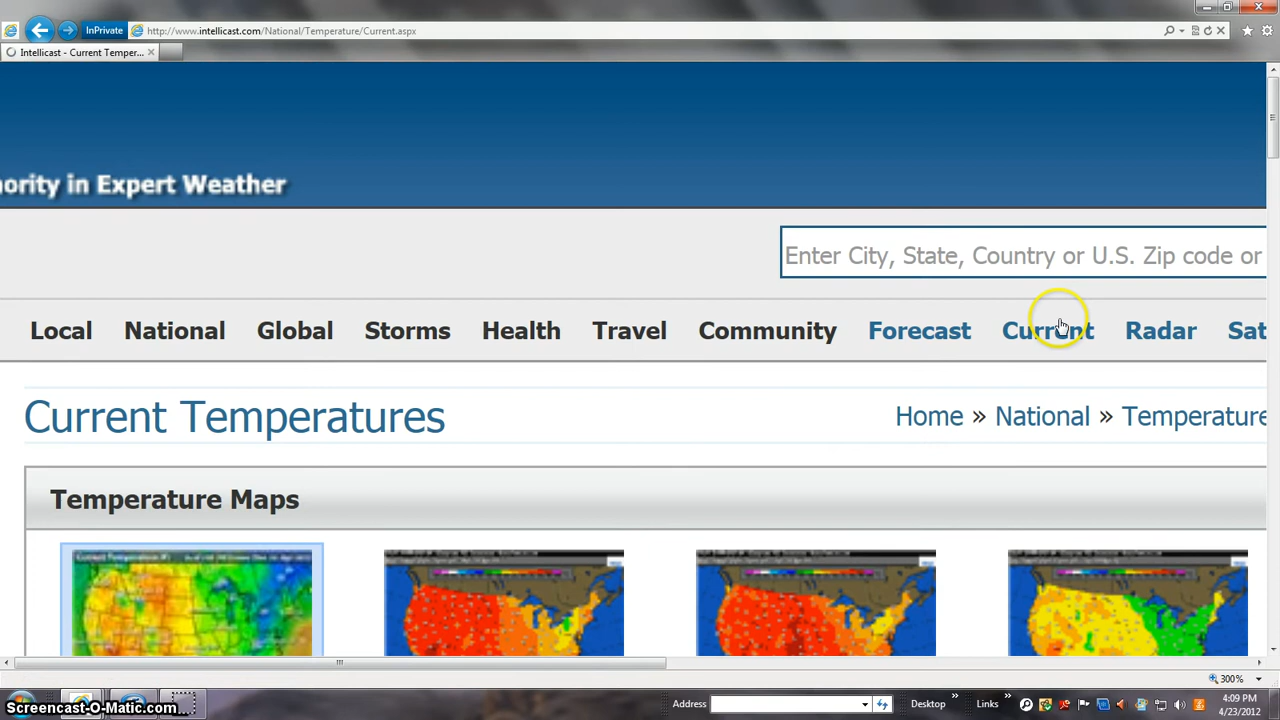 InPrivate
http://www.intellicast.com/National/Temperature/Current.aspx
Intellicast - Current Temper...
ority in Expert Weather
Enter City, State, Country or U.S. Zip code or
Local National Global Storms Health Travel Community Forecast Current Radar Sat
Current Temperatures
Home » National » Temperature
Temperature Maps
300%
Address
Desktop
Links
4:09 PM
4/23/2012
Screencast-O-Matic.com